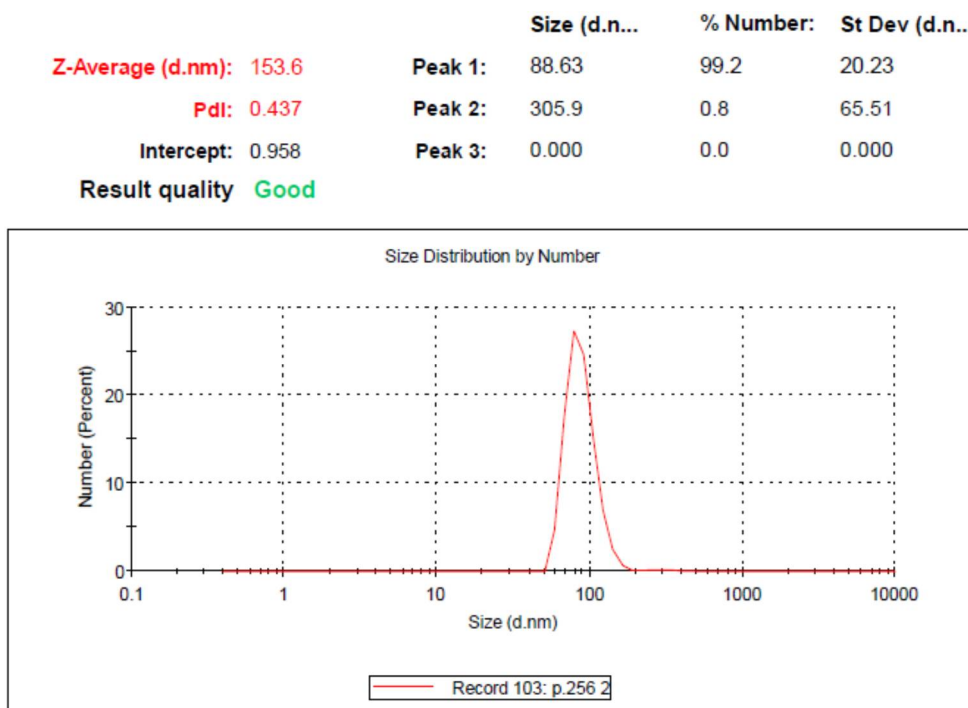 Size (d.n... % Number: St Dev (d.n...
Z-Average (d.nm): 153.6 Peak 1: 88.63 99.2 20.23
PdI: 0.437 Peak 2: 305.9 0.8 65.51
Intercept: 0.958 Peak 3: 0.000 0.0 0.000
Result quality Good
Size Distribution by Number
30
20
10
0
Number (Percent)
0.1 1 10 100 1000 10000
Size (d.nm)
Record 103: p.256 2